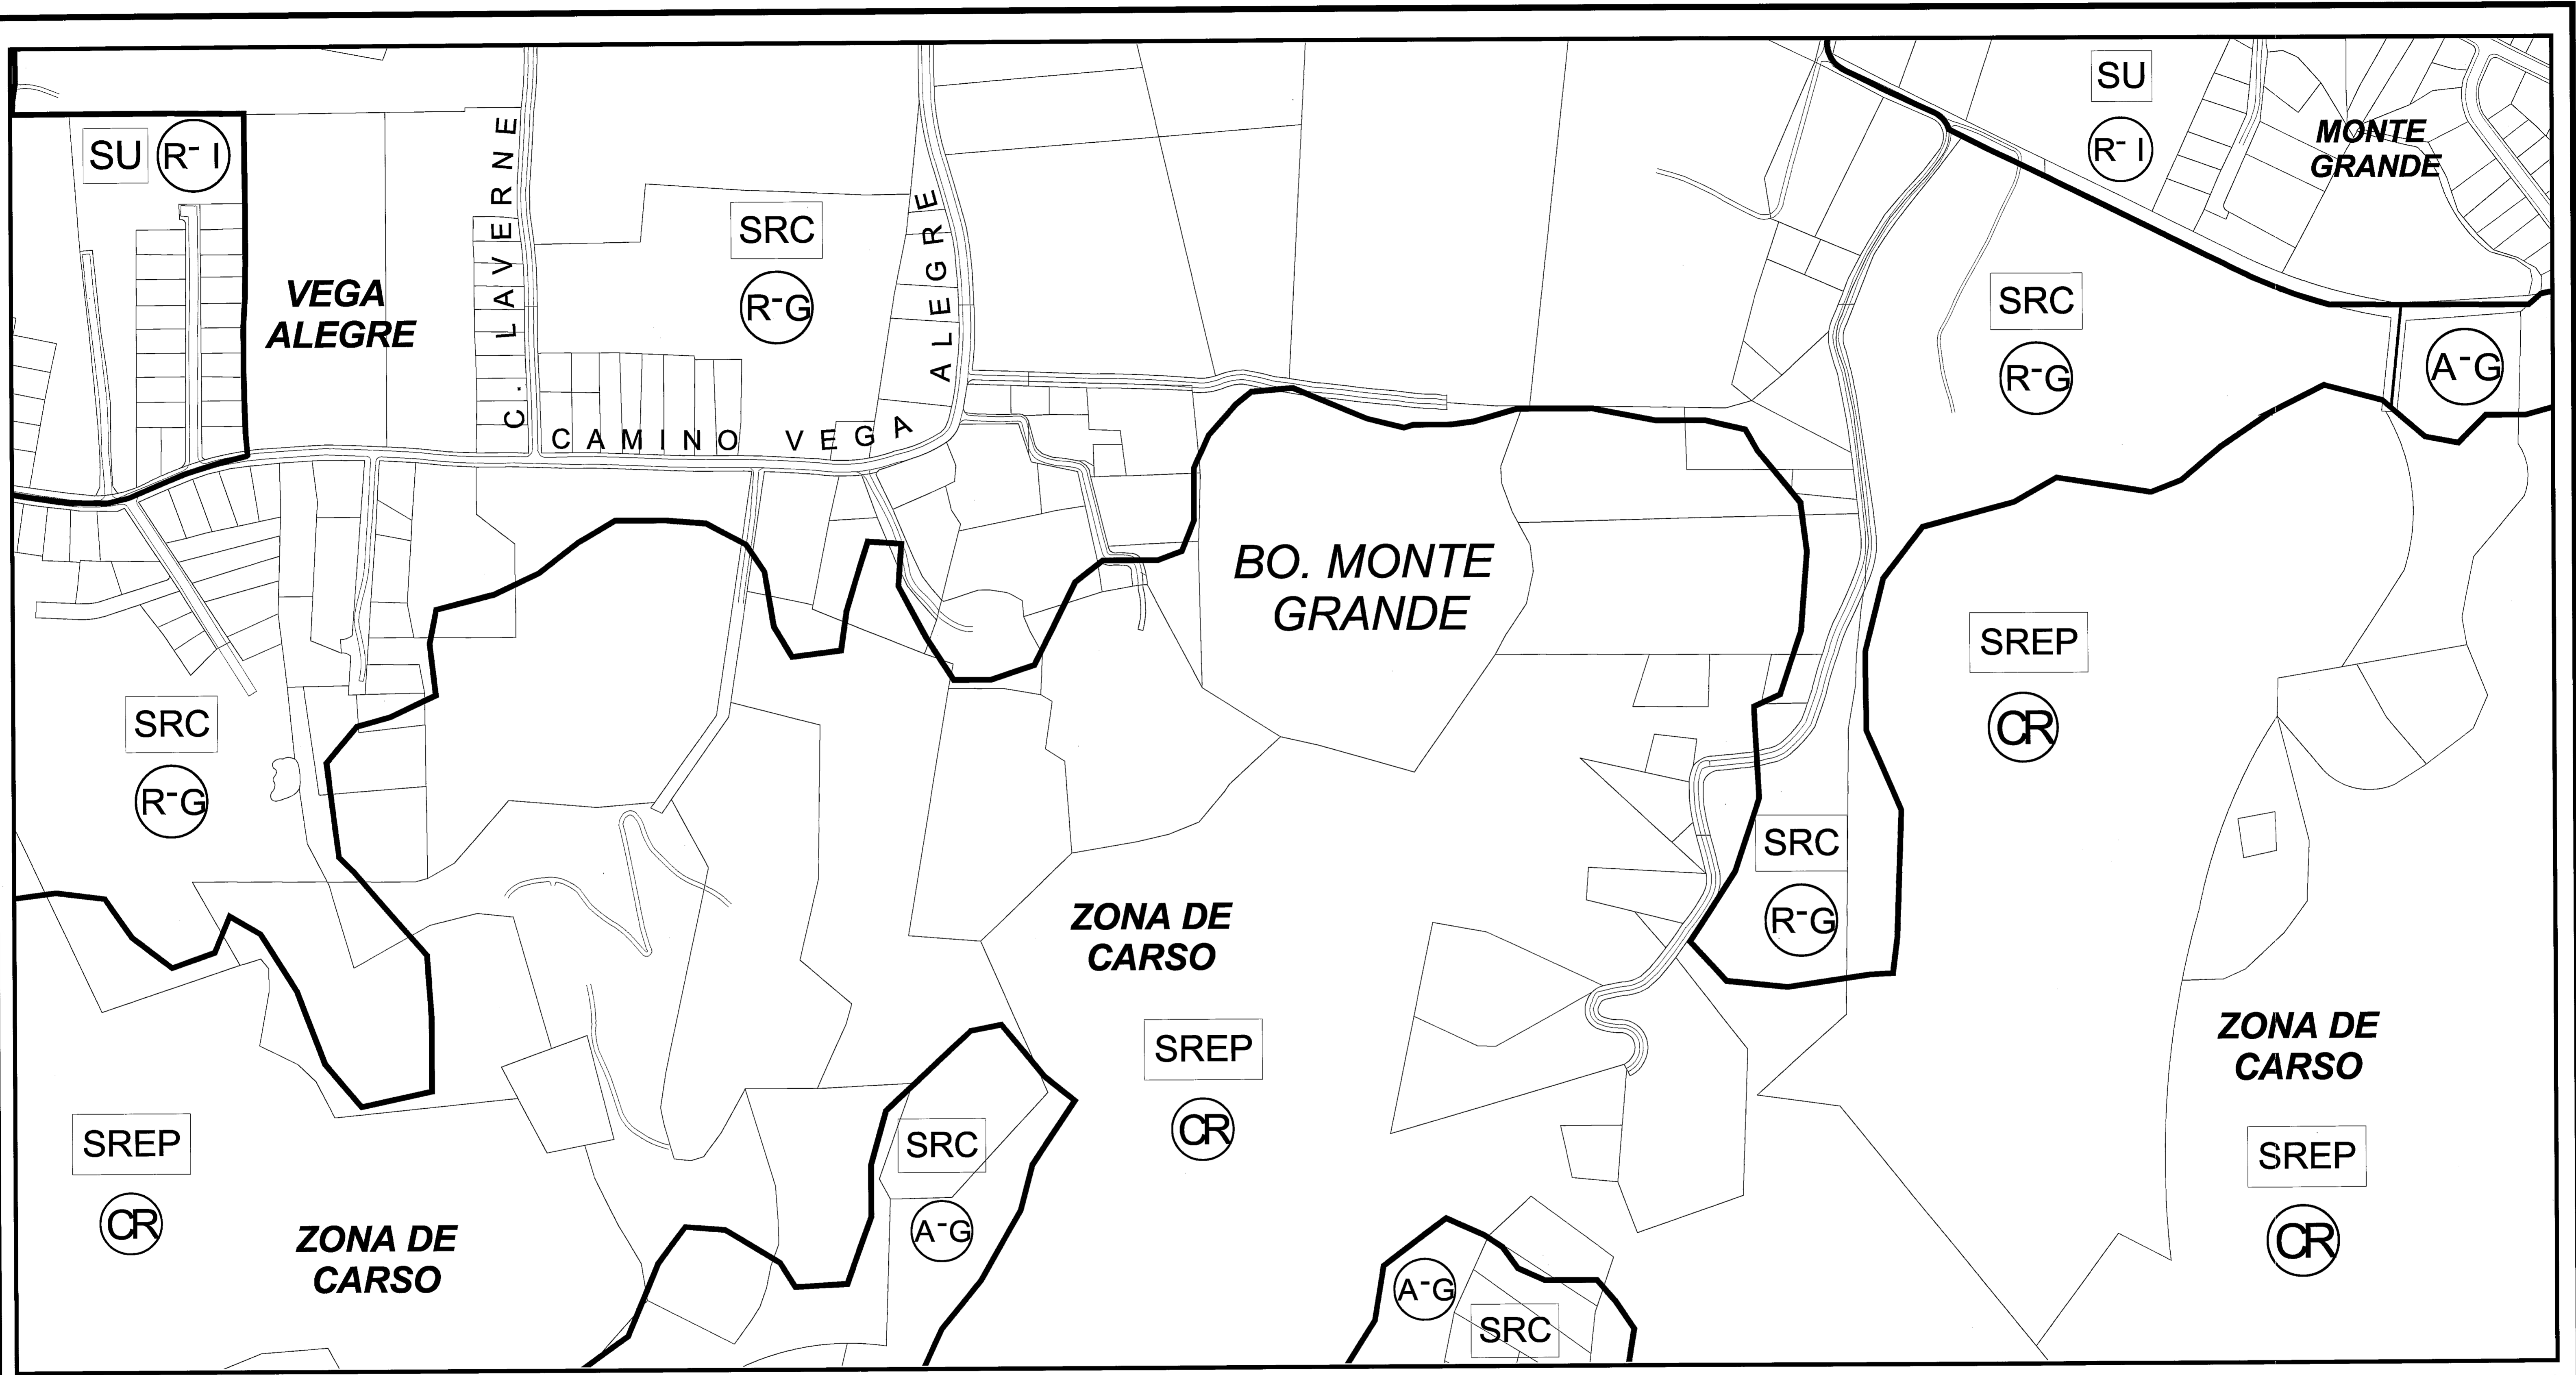 SU R-I
VEGA
ALEGRE
C. LAVERNE
SRC
R-G
CAMINO VEGA ALEGRE
SU
R-I
MONTE
GRANDE
SRC
R-G
A-G
BO. MONTE
GRANDE
SREP
CR
SRC
R-G
SRC
R-G
ZONA DE
CARSO
SREP
CR
ZONA DE
CARSO
SREP
CR
SREP
CR
ZONA DE
CARSO
SRC
A-G
A-G
SRC